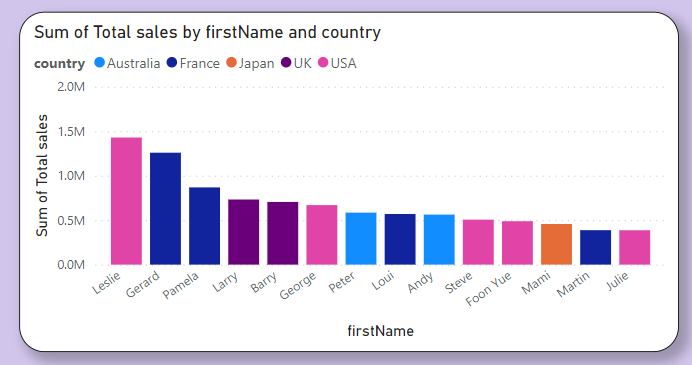 Sum of Total sales by firstName and country
country Australia France Japan UK USA
2.0M
1.5M
1.0M
0.5M
0.0M
Sum of Total sales
Leslie Gerard Pamela Larry Barry George Peter Loui Andy Steve Foon Yue Mami Martin Julie
firstName